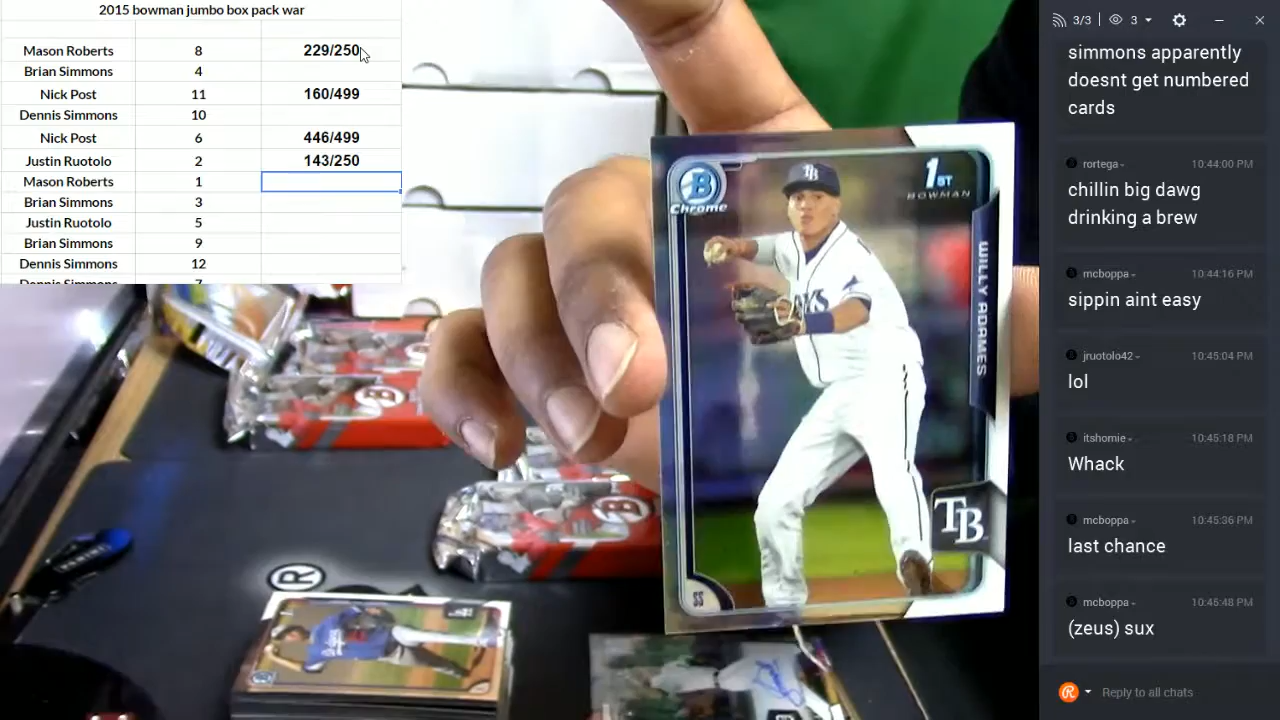 2015 bowman jumbo box pack war
Mason Roberts 8 229/250
Brian Simmons 4
Nick Post 11 160/499
Dennis Simmons 10
Nick Post 6 446/499
Justin Ruotolo 2 143/250
Mason Roberts 1
Brian Simmons 3
Justin Ruotolo 5
Brian Simmons 9
Dennis Simmons 12
Dennis Simmons 7
B
Chrome
1ST
BOWMAN
RAYS
WILLY ADAMES
TB
SS
R
B
B
3/3
3
simmons apparently
doesnt get numbered
cards
rortega
10:44:00 PM
chillin big dawg
drinking a brew
mcboppa
10:44:16 PM
sippin aint easy
jruotolo42
10:45:04 PM
lol
itshomie
10:45:18 PM
Whack
mcboppa
10:45:36 PM
last chance
mcboppa
10:45:48 PM
(zeus) sux
Reply to all chats